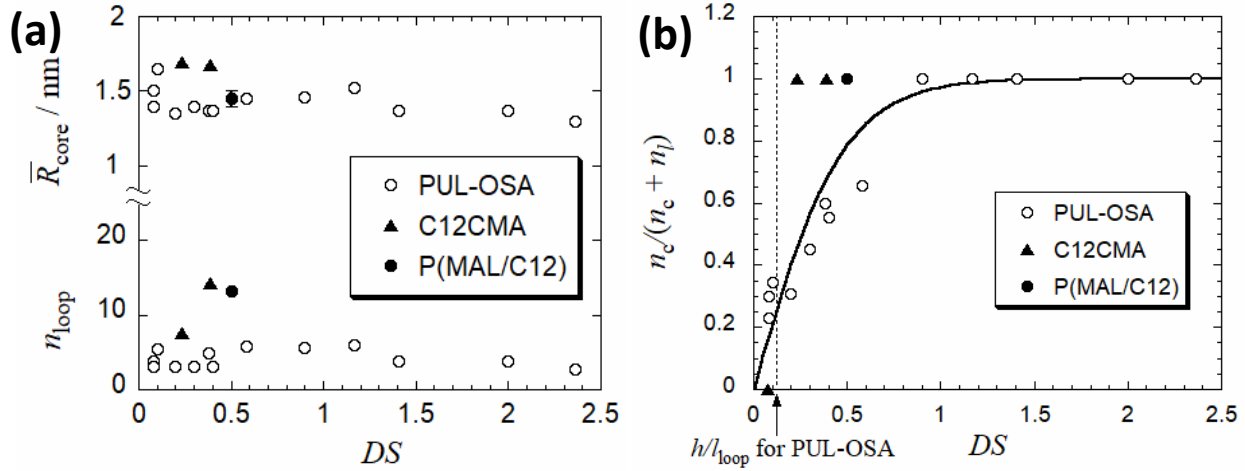 (a)
2
1.5
1
20
10
0
R̅core / nm
nloop
PUL-OSA
C12CMA
P(MAL/C12)
0
0.5
1
1.5
2
2.5
DS
(b)
1.2
1
0.8
0.6
0.4
0.2
0
nc/(nc + nl)
PUL-OSA
C12CMA
P(MAL/C12)
0
0.5
1
1.5
2
2.5
h/lloop for PUL-OSA
DS